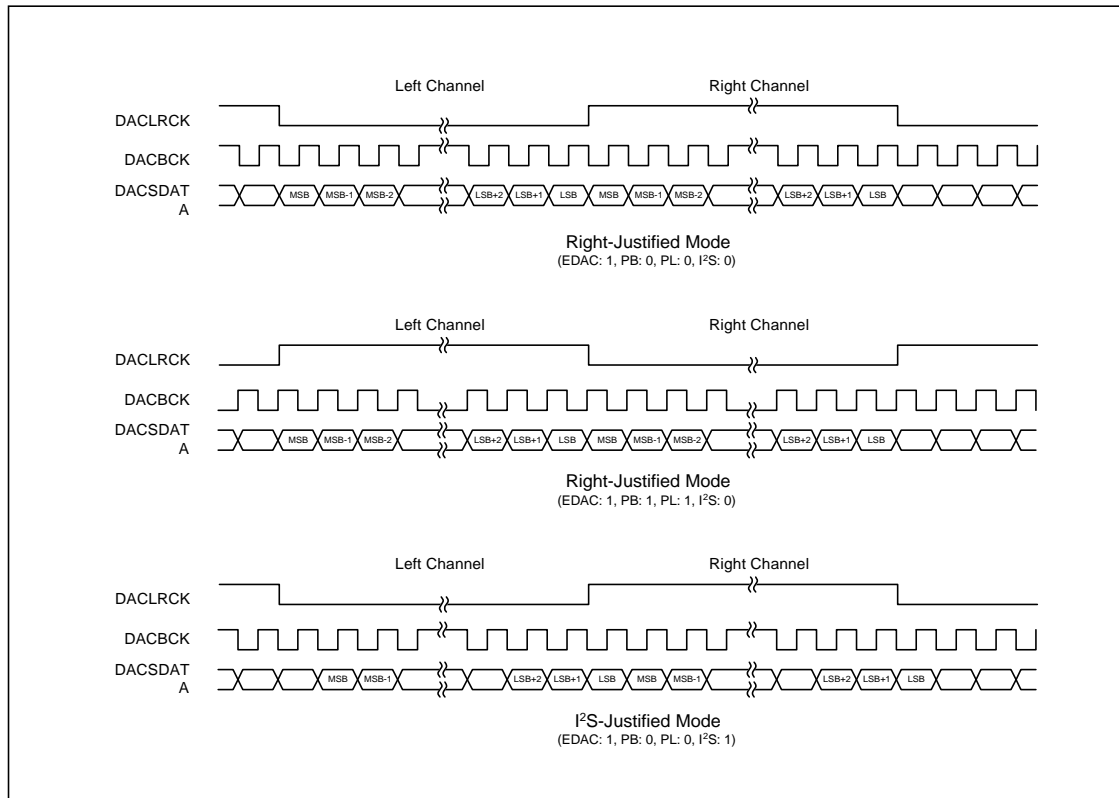 Left Channel Right Channel
DACLRCK
DACBCK
DACSDAT
A
MSB MSB-1 MSB-2 LSB+2 LSB+1 LSB MSB MSB-1 MSB-2 LSB+2 LSB+1 LSB
Right-Justified Mode
(EDAC: 1, PB: 0, PL: 0, I²S: 0)
Left Channel Right Channel
DACLRCK
DACBCK
DACSDAT
A
MSB MSB-1 MSB-2 LSB+2 LSB+1 LSB MSB MSB-1 MSB-2 LSB+2 LSB+1 LSB
Right-Justified Mode
(EDAC: 1, PB: 1, PL: 1, I²S: 0)
Left Channel Right Channel
DACLRCK
DACBCK
DACSDAT
A
MSB MSB-1 LSB+2 LSB+1 LSB MSB MSB-1 LSB+2 LSB+1 LSB
I²S-Justified Mode
(EDAC: 1, PB: 0, PL: 0, I²S: 1)